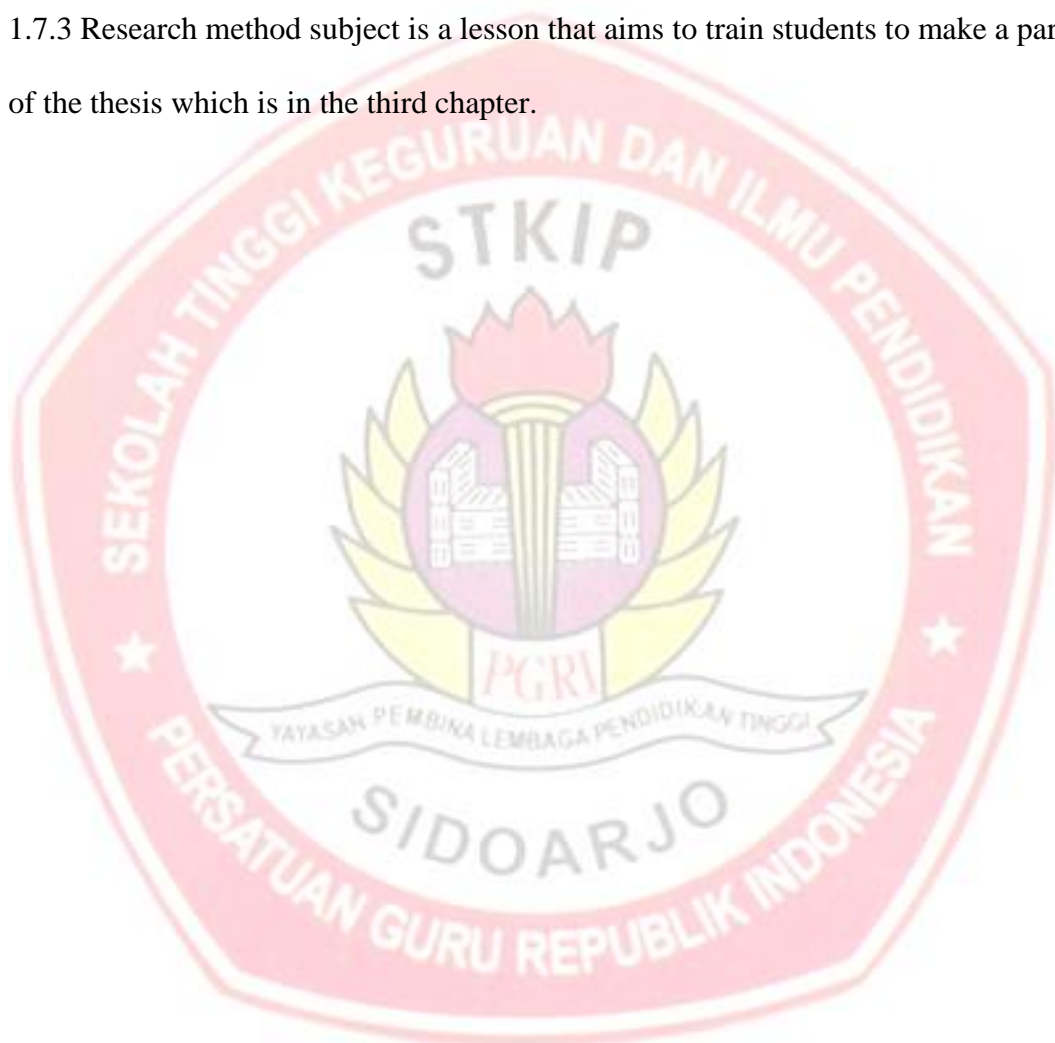 1.7.3 Research method subject is a lesson that aims to train students to make a par
of the thesis which is in the third chapter.
SEKOLAH TINGGI KEGURUAN DAN ILMU PENDIDIKAN
STKIP
PGRI
YAYASAN PEMBINA LEMBAGA PENDIDIKAN TINGGI
SIDOARJO
PERSATUAN GURU REPUBLIK INDONESIA